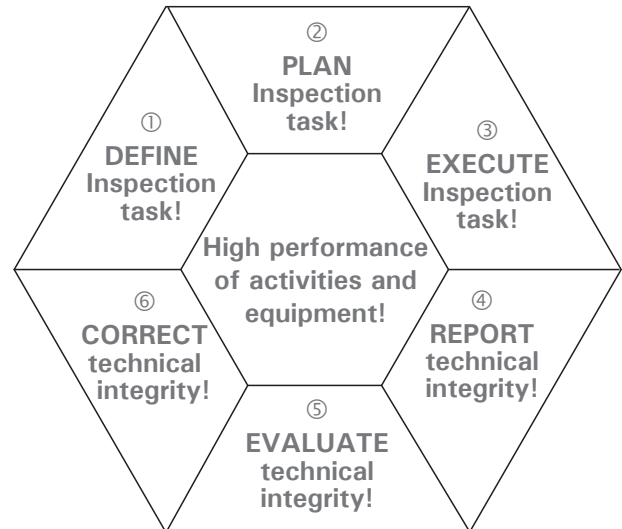 ①
DEFINE
Inspection
task!
②
PLAN
Inspection
task!
③
EXECUTE
Inspection
task!
High performance
of activities and
equipment!
④
REPORT
technical
integrity!
⑤
EVALUATE
technical
integrity!
⑥
CORRECT
technical
integrity!